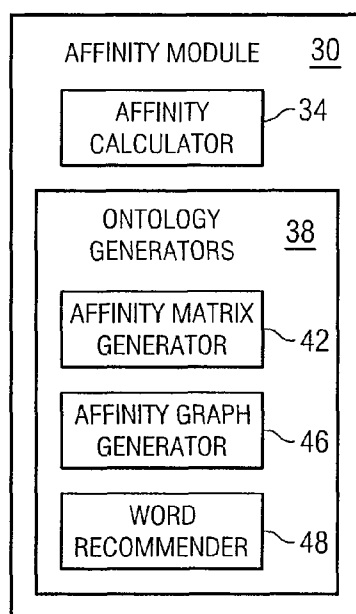 AFFINITY MODULE 30
AFFINITY
CALCULATOR
34
ONTOLOGY
GENERATORS
38
AFFINITY MATRIX
GENERATOR
42
AFFINITY GRAPH
GENERATOR
46
WORD
RECOMMENDER
48